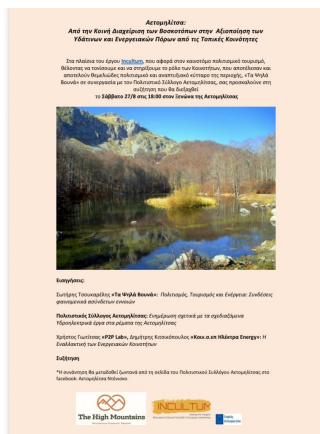 Αετομηλίτσα:
Από την Κοινή Διαχείριση των Βοσκοτόπων στην Αξιοποίηση των
Υδάτινων και Ενεργειακών Πόρων από τις Τοπικές Κοινότητες
Στα πλαίσια του έργου Incultum, που αφορά στον καινοτόμο πολιτισμικό τουρισμό,
θέλοντας να τονίσουμε και να στηρίξουμε το ρόλο των Κοινοτήτων, που αποτέλεσαν και
αποτελούν θεμελιώδες πολιτισμικό και αναπτυξιακό κύτταρο της περιοχής, «Τα Ψηλά
Βουνά» σε συνεργασία με τον Πολιτιστικό Σύλλογο Αετομηλίτσας, σας προσκαλούνε στη
συζήτηση που θα διεξαχθεί
το Σάββατο 27/8 στις 18:00 στον Ξενώνα της Αετομηλίτσας
Εισηγήσεις:
Σωτήρης Τσουκαρέλης «Τα Ψηλά Βουνά»: Πολιτισμός, Τουρισμός και Ενέργεια: Συνδέσεις
φαινομενικά ασύνδετων εννοιών
Πολιτιστικός Σύλλογος Αετομηλίτσας: Ενημέρωση σχετικά με τα σχεδιαζόμενα
Υδροηλεκτρικά έργα στα ρέματα της Αετομηλίτσας
Χρήστος Γιωτίτσας «P2P Lab», Δημήτρης Κιτσικόπουλος «Κοιν.σ.επ Ηλέκτρα Energy»: Η
Εναλλακτική των Ενεργειακών Κοινοτήτων
Συζήτηση
*Η συνάντηση θα μεταδοθεί ζωντανά από τη σελίδα του Πολιτιστικού Συλλόγου Αετομηλίτσας στο
facebook: Αετομηλίτσα Ντένισκο
The High Mountains
INCULTUM